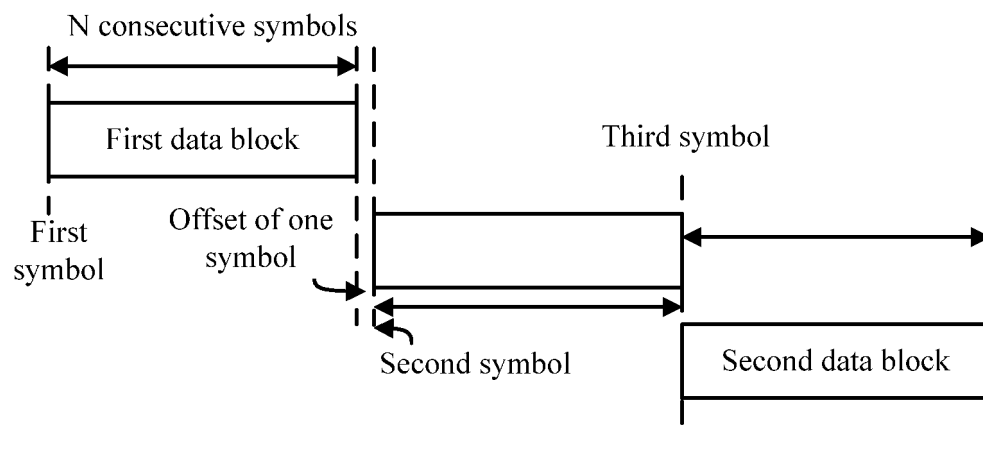 N consecutive symbols
First data block
Third symbol
First
symbol
Offset of one
symbol
Second symbol
Second data block